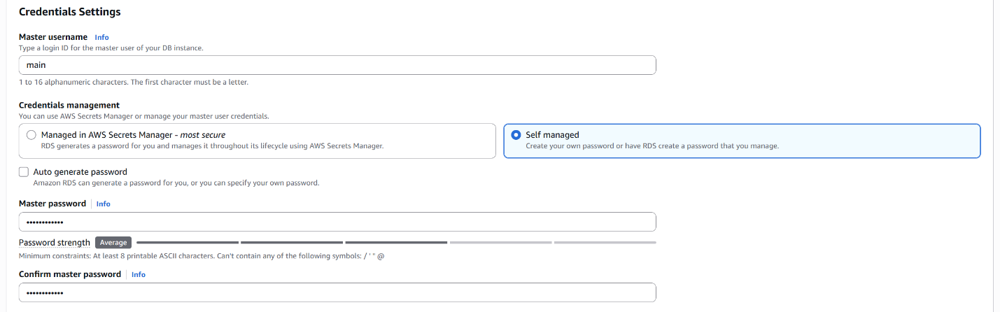 Credentials Settings
Master username Info
Type a login ID for the master user of your DB instance.
main
1 to 16 alphanumeric characters. The first character must be a letter.
Credentials management
You can use AWS Secrets Manager or manage your master user credentials.
Managed in AWS Secrets Manager - most secure
RDS generates a password for you and manages it throughout its lifecycle using AWS Secrets Manager.
Self managed
Create your own password or have RDS create a password that you manage.
Auto generate password
Amazon RDS can generate a password for you, or you can specify your own password.
Master password Info
••••••••••••
Password strength Average
Minimum constraints: At least 8 printable ASCII characters. Can't contain any of the following symbols: / ' " @
Confirm master password Info
••••••••••••